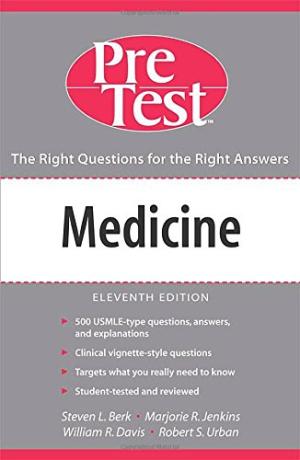 Pre
Test™
The Right Questions for the Right Answers
Medicine
ELEVENTH EDITION
▶ 500 USMLE-type questions, answers,
and explanations
▶ Clinical vignette-style questions
▶ Targets what you really need to know
▶ Student-tested and reviewed
Steven L. Berk • Marjorie R. Jenkins
William R. Davis • Robert S. Urban